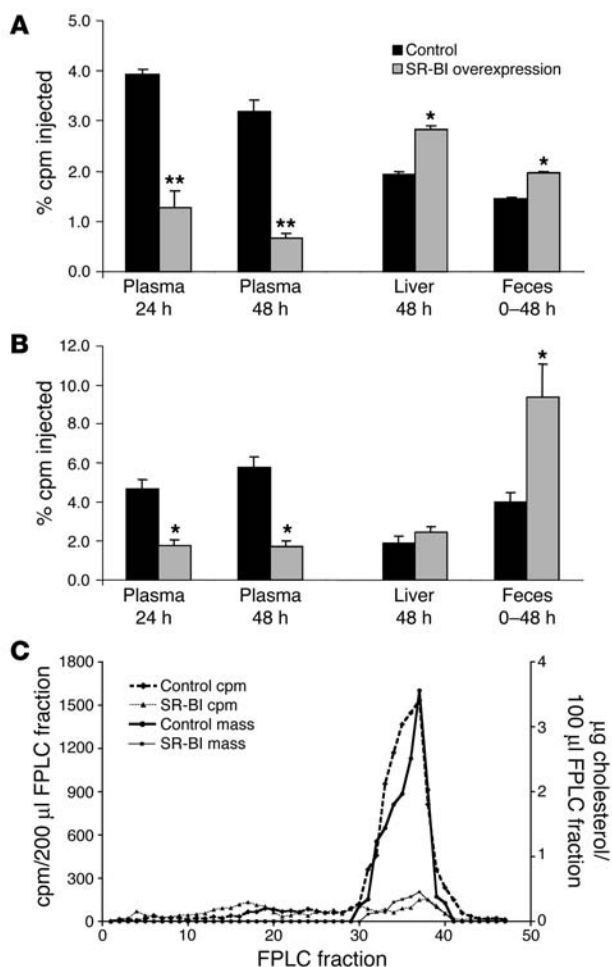 A
5.0
4.0
3.0
2.0
1.0
0.0
% cpm injected
Control
SR-BI overexpression
**
**
*
*
Plasma
24 h
Plasma
48 h
Liver
48 h
Feces
0–48 h
B
12.0
10.0
8.0
6.0
4.0
2.0
0.0
% cpm injected
*
*
*
Plasma
24 h
Plasma
48 h
Liver
48 h
Feces
0–48 h
C
1800
1500
1200
900
600
300
0
cpm/200 µl FPLC fraction
Control cpm
SR-BI cpm
Control mass
SR-BI mass
4
3
2
1
0
µg cholesterol/
100 µl FPLC fraction
0 10 20 30 40 50
FPLC fraction